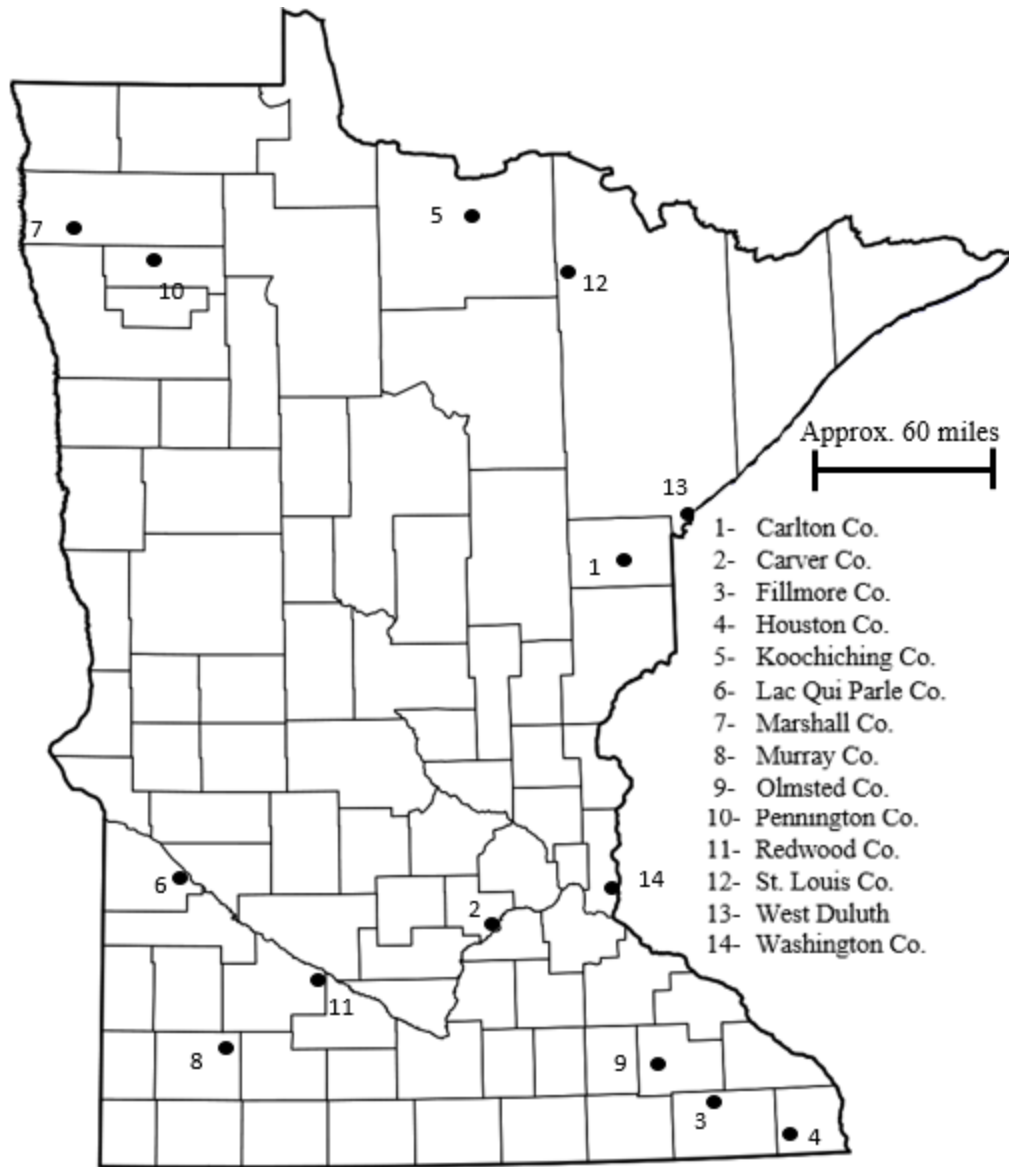 5
7
10
12
Approx. 60 miles
13
1- Carlton Co.
1
2- Carver Co.
3- Fillmore Co.
4- Houston Co.
5- Koochiching Co.
6- Lac Qui Parle Co.
7- Marshall Co.
8- Murray Co.
9- Olmsted Co.
10- Pennington Co.
11- Redwood Co.
12- St. Louis Co.
13- West Duluth
14- Washington Co.
6
14
2
11
8
9
3
4